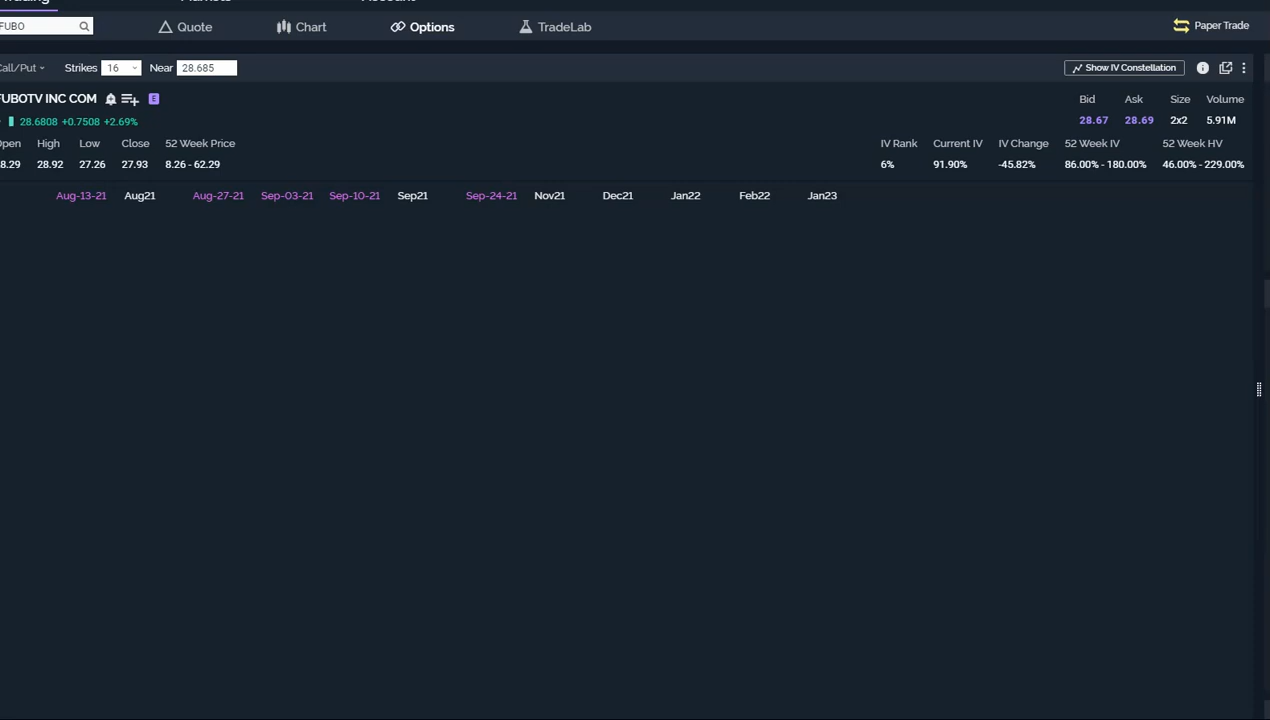 FUBO Quote Chart Options TradeLab Paper Trade
Call/Put Strikes 16 Near 28.685 Show IV Constellation
FUBOTV INC COM E Bid Ask Size Volume
28.6808 +0.7508 +2.69% 28.67 28.69 2x2 5.91M
Open High Low Close 52 Week Price IV Rank Current IV IV Change 52 Week IV 52 Week HV
8.29 28.92 27.26 27.93 8.26 - 62.29 6% 91.90% -45.82% 86.00% - 180.00% 46.00% - 229.00%
Aug-13-21 Aug21 Aug-27-21 Sep-03-21 Sep-10-21 Sep21 Sep-24-21 Nov21 Dec21 Jan22 Feb22 Jan23